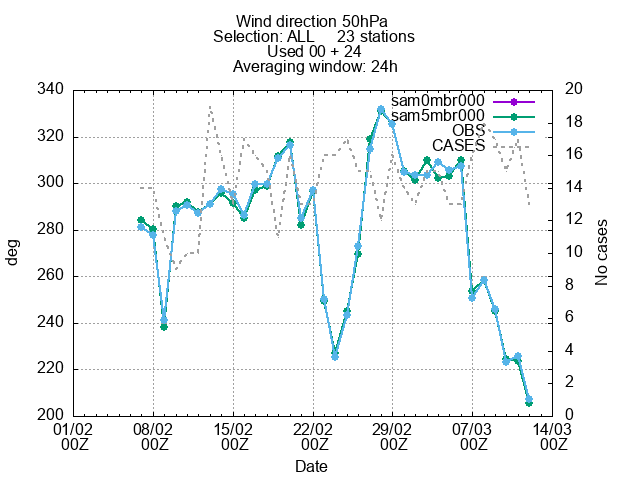 Wind direction 50hPa
Selection: ALL 23 stations
Used 00 + 24
Averaging window: 24h
340 20
320 18
300 16
280 14
260 12
240 10
220 8
200 6
4
2
0
sam0mbr000
sam5mbr000
OBS
CASES
deg
No cases
01/02 08/02 15/02 22/02 29/02 07/03 14/03
00Z 00Z 00Z 00Z 00Z 00Z 00Z
Date